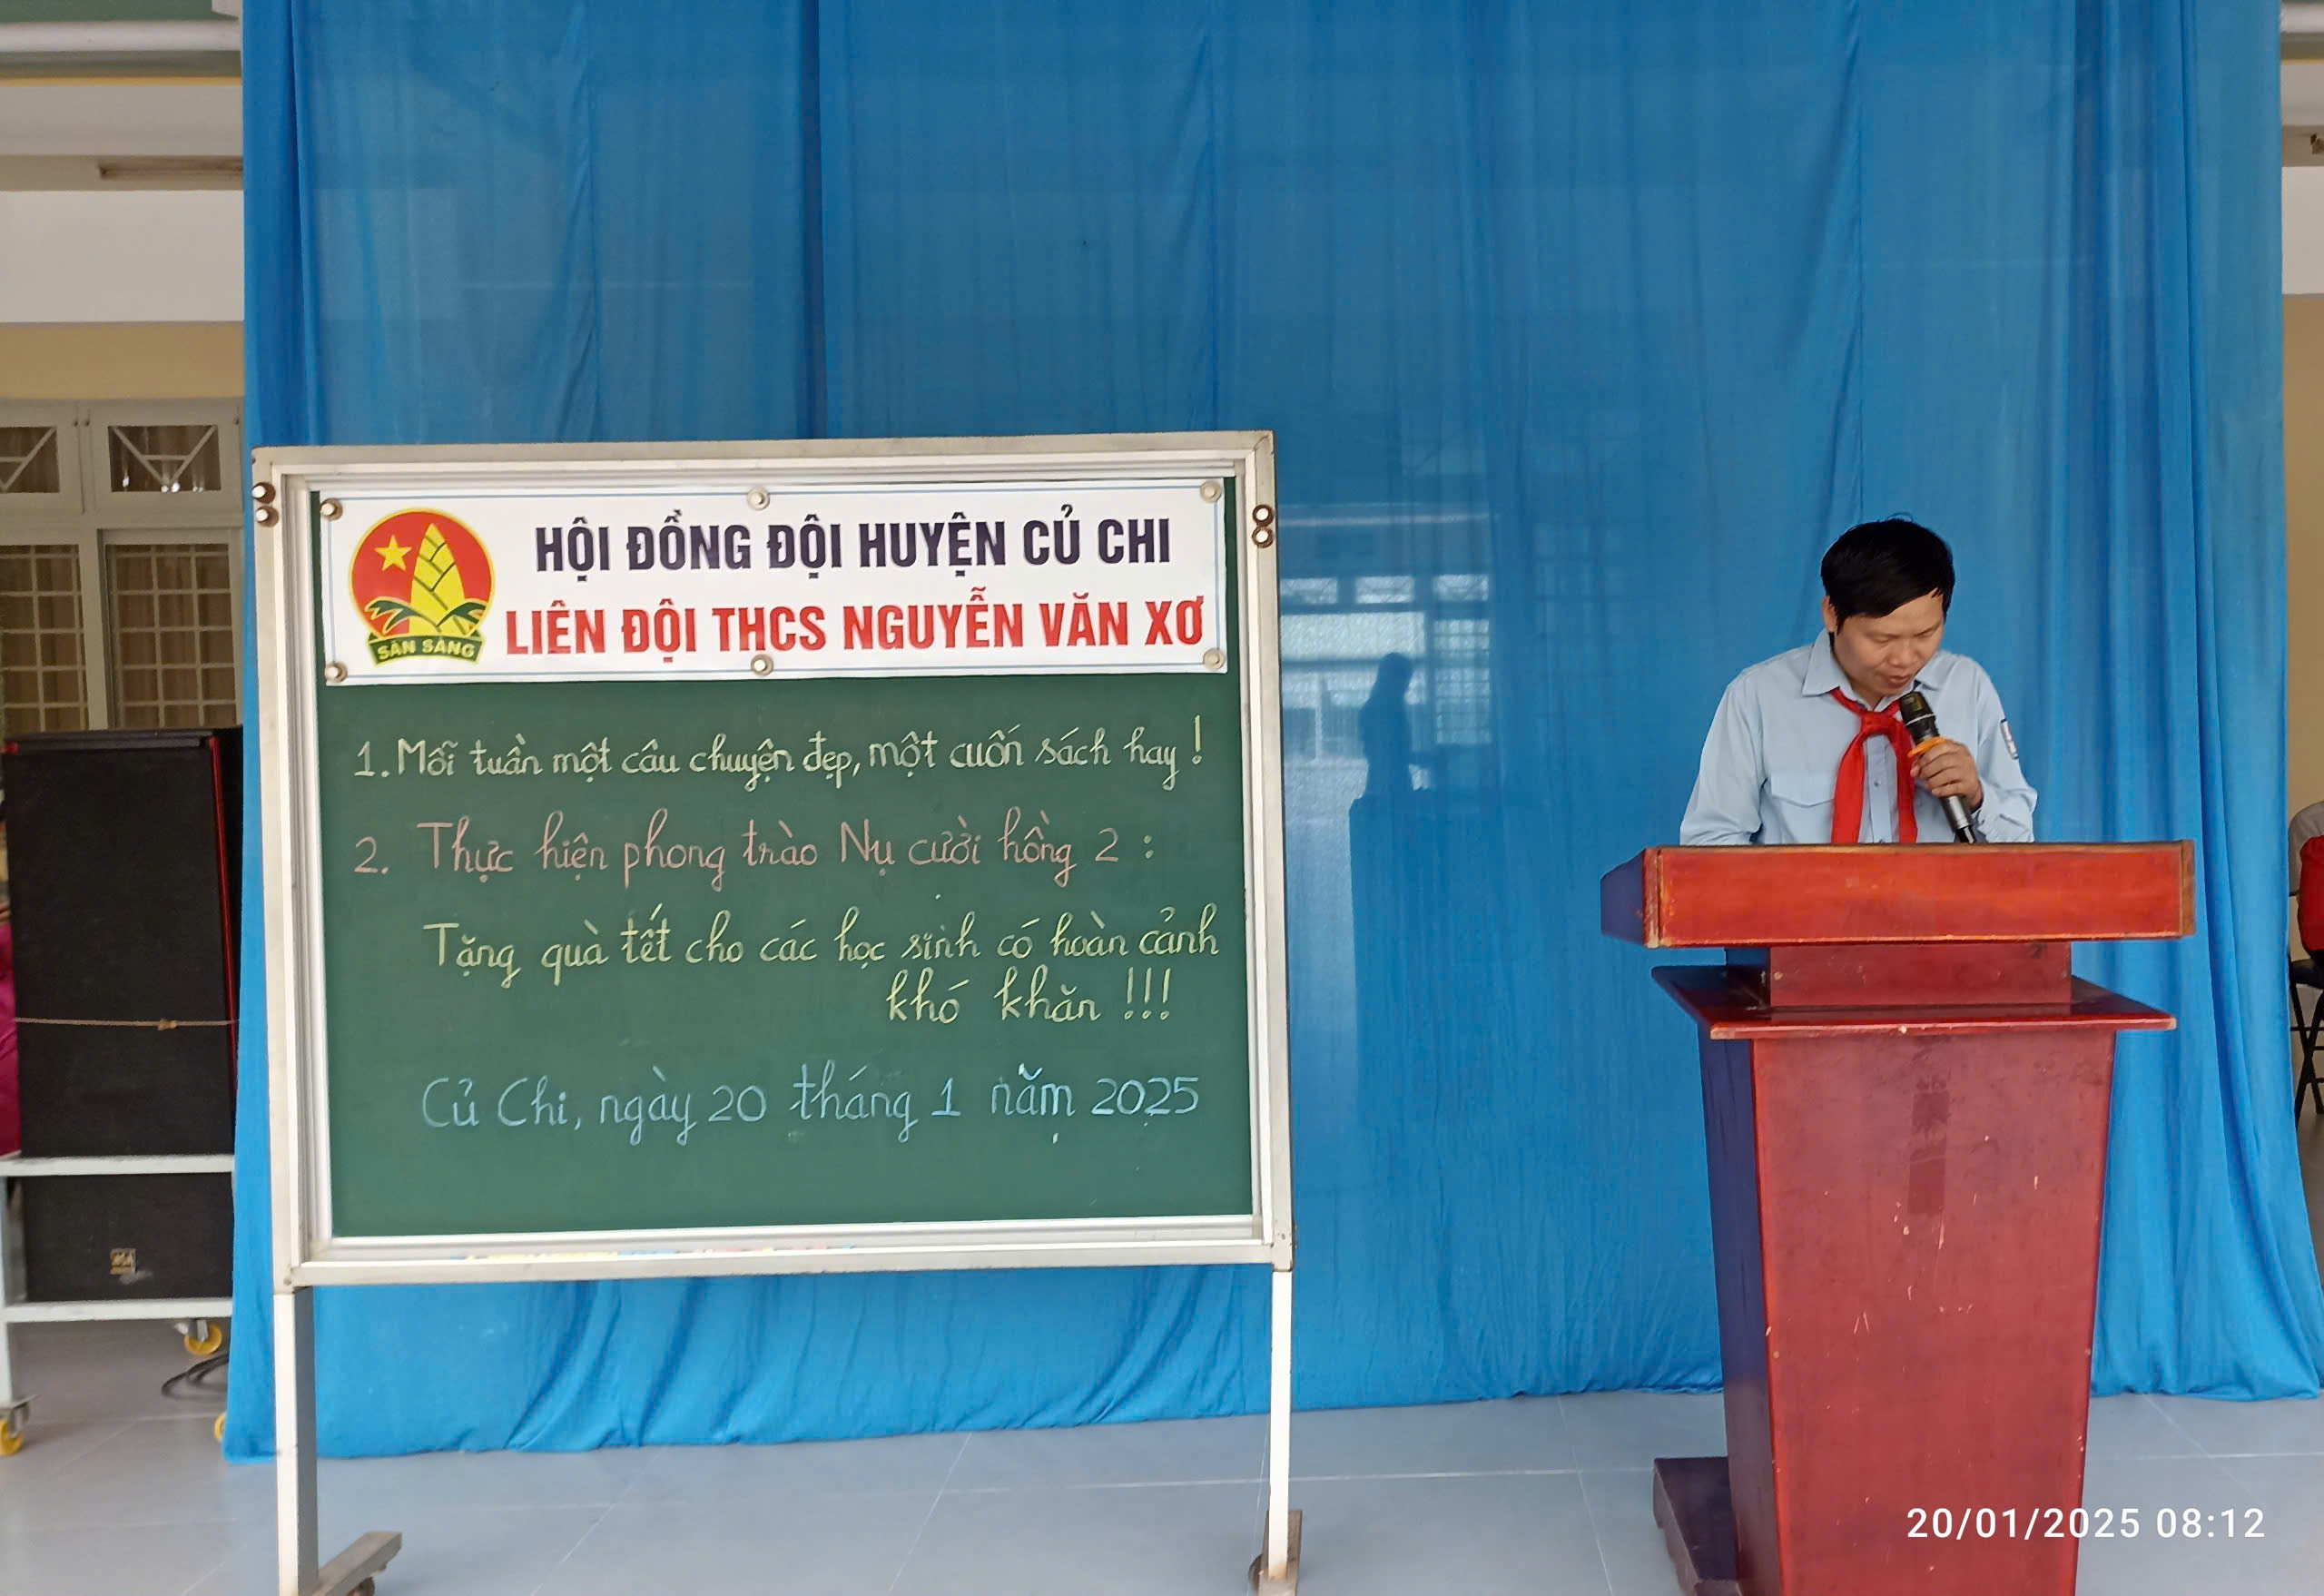 HỘI ĐỒNG ĐỘI HUYỆN CỦ CHI
LIÊN ĐỘI THCS NGUYỄN VĂN XƠ
SẴN SÀNG
1. Mỗi tuần một câu chuyện đẹp, một cuốn sách hay !
2. Thực hiện phong trào Nụ cười hồng 2 :
Tặng quà tết cho các học sinh có hoàn cảnh
khó khăn !!!
Củ Chi, ngày 20 tháng 1 năm 2025
20/01/2025 08:12